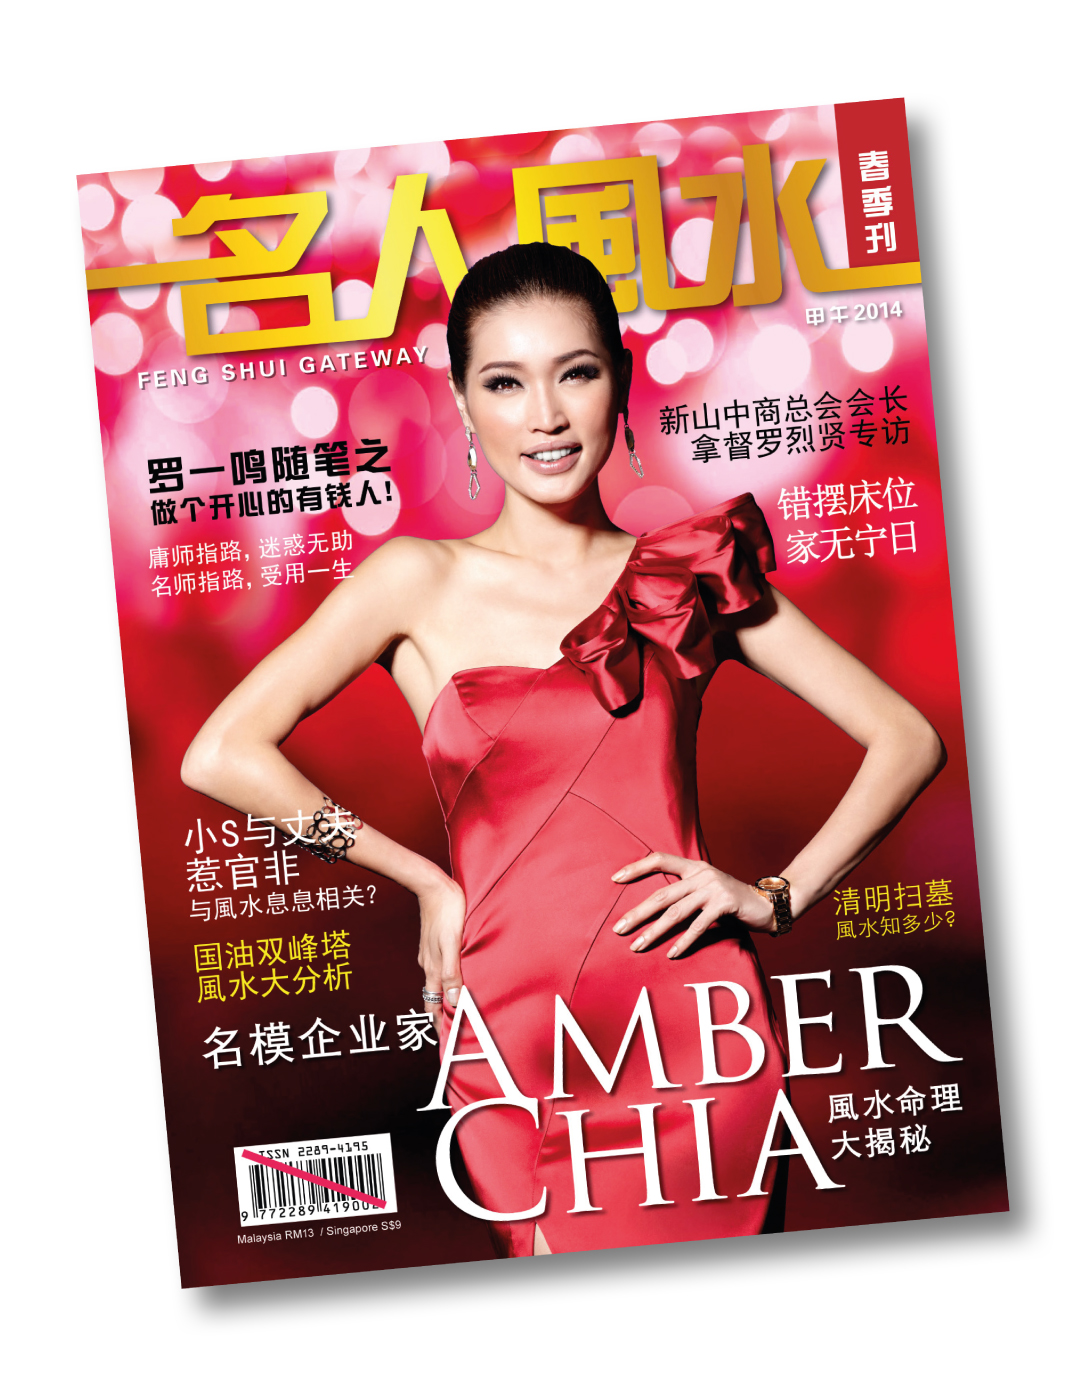 名人風水
春季刊
甲午2014
FENG SHUI GATEWAY
新山中商总会会长
拿督罗烈贤专访
罗一鸣随笔之
做个开心的有钱人!
错摆床位
家无宁日
庸师指路, 迷惑无助
名师指路, 受用一生
小S与丈夫
惹官非
与風水息息相关?
清明扫墓
風水知多少?
国油双峰塔
風水大分析
名模企业家
AMBER
CHIA
風水命理
大揭秘
ISSN 2289-4195
9 772289 41900
Malaysia RM13 / Singapore S$9